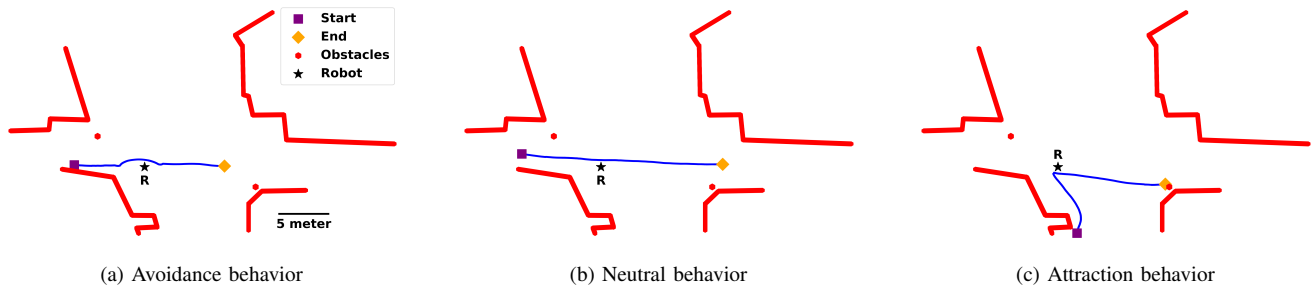 Start
End
Obstacles
Robot
R
5 meter
R
R
(a) Avoidance behavior
(b) Neutral behavior
(c) Attraction behavior